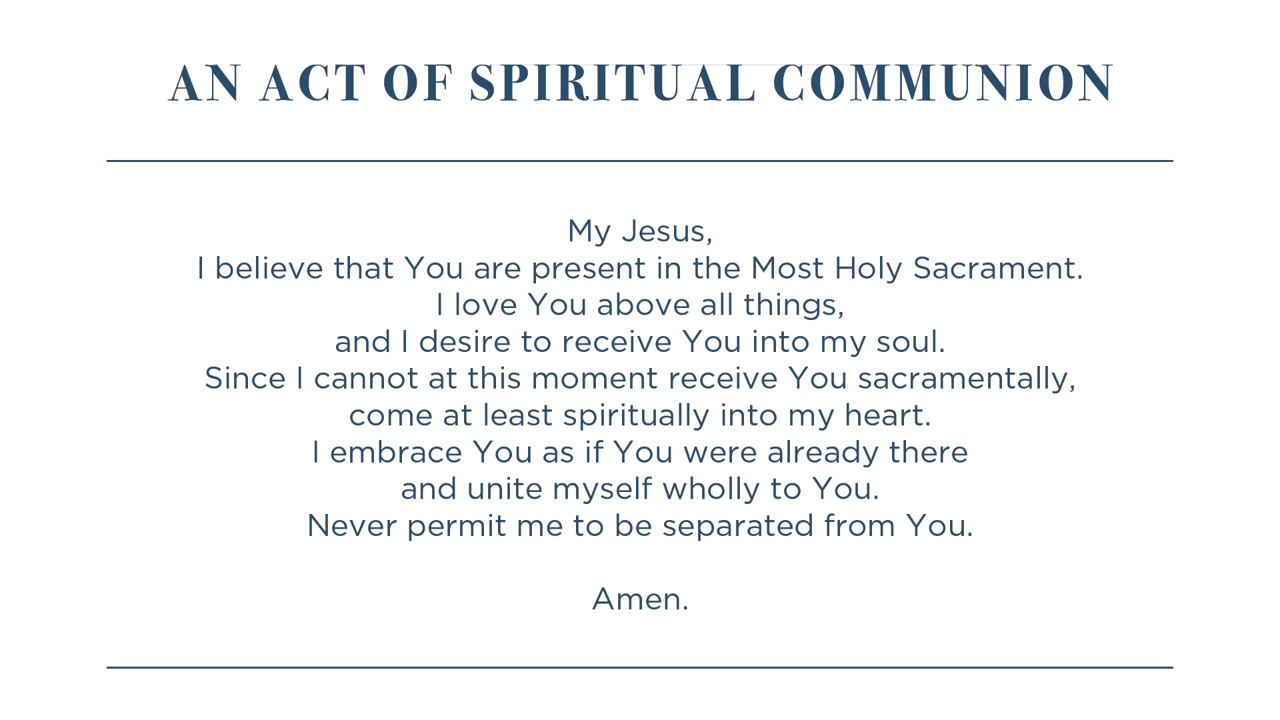 AN ACT OF SPIRITUAL COMMUNION
My Jesus,
I believe that You are present in the Most Holy Sacrament.
I love You above all things,
and I desire to receive You into my soul.
Since I cannot at this moment receive You sacramentally,
come at least spiritually into my heart.
I embrace You as if You were already there
and unite myself wholly to You.
Never permit me to be separated from You.
Amen.